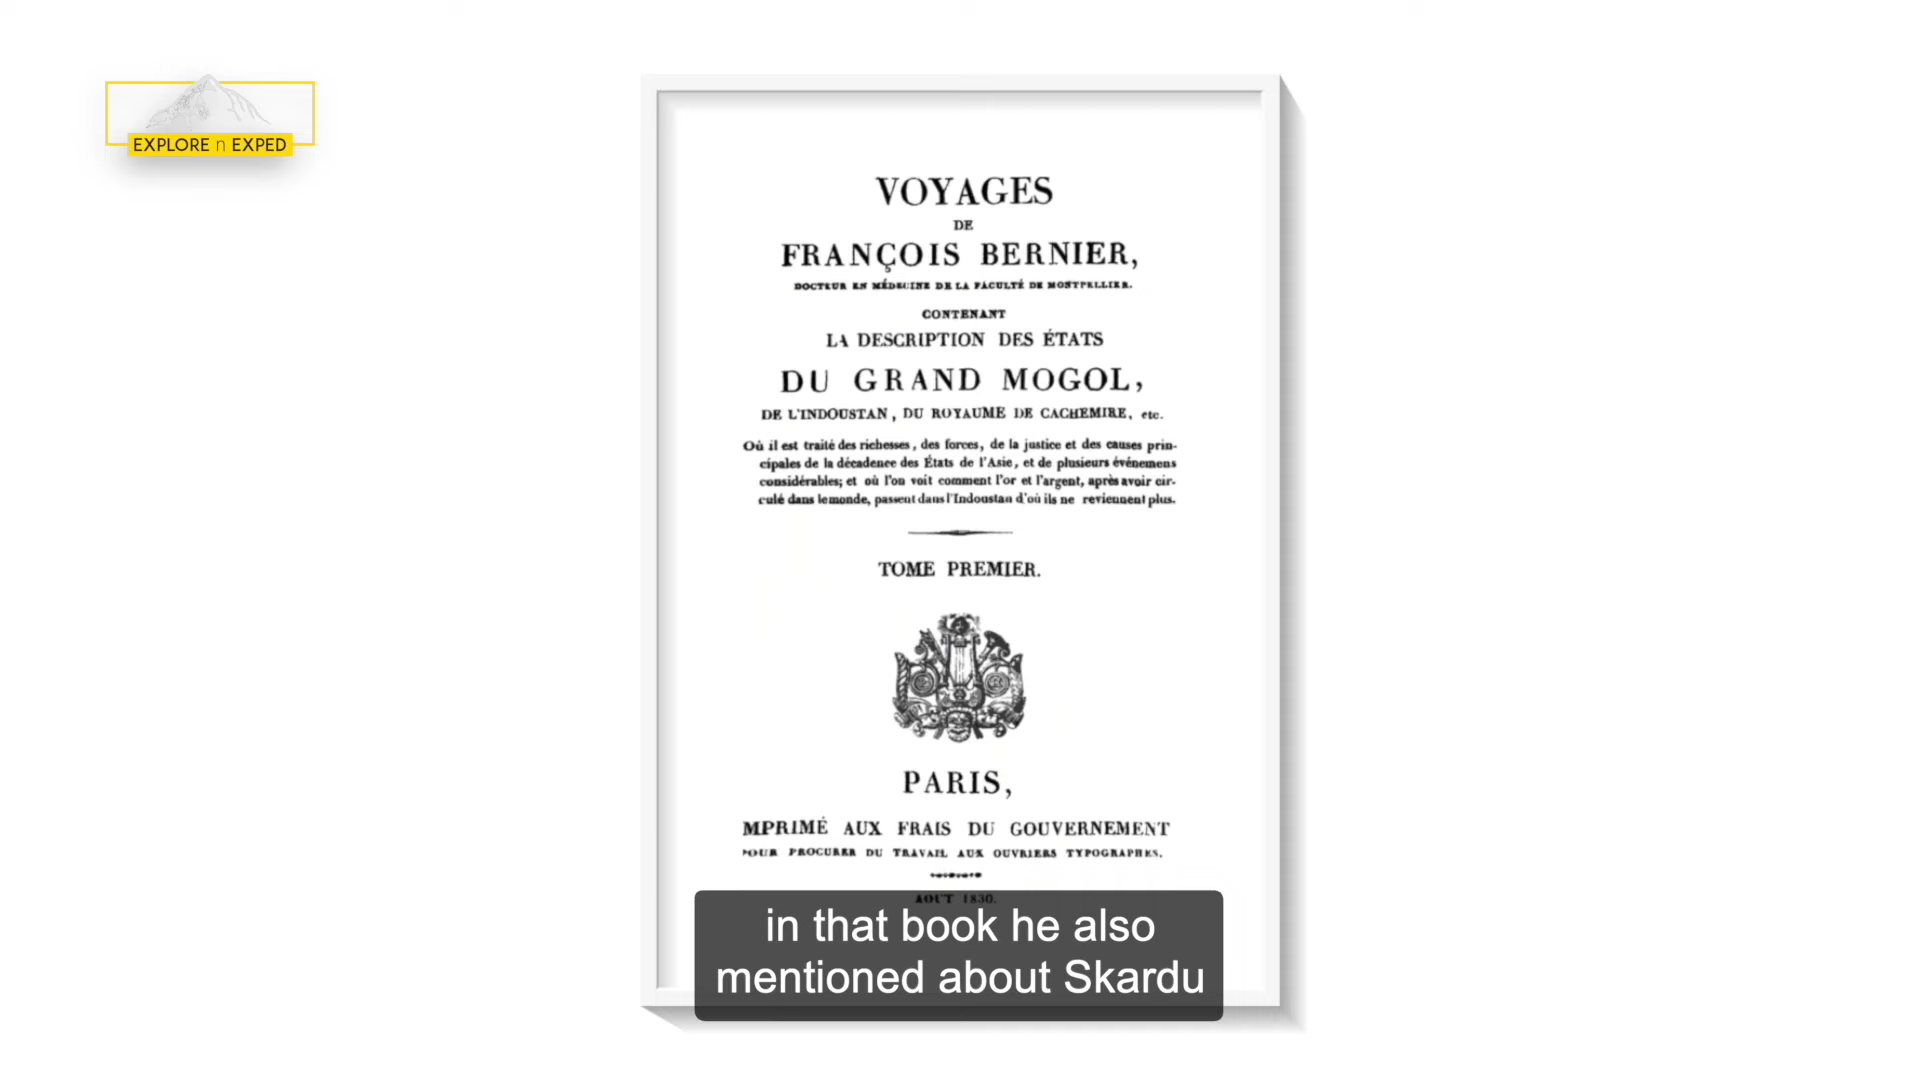 EXPLORE n EXPED
VOYAGES
DE
FRANÇOIS BERNIER,
DOCTEUR EN MÉDECINE DE LA FACULTÉ DE MONTPELLIER.
CONTENANT
LA DESCRIPTION DES ÉTATS
DU GRAND MOGOL,
DE L'INDOUSTAN, DU ROYAUME DE CACHEMIRE, etc.
Où il est traité des richesses, des forces, de la justice et des causes prin-
cipales de la décadence des États de l'Asie, et de plusieurs événemens
considérables; et où l'on voit comment l'or et l'argent, après avoir cir-
culé dans le monde, passent dans l'Indoustan d'où ils ne reviennent plus.
TOME PREMIER.
PARIS,
MPRIMÉ AUX FRAIS DU GOUVERNEMENT
POUR PROCURER DU TRAVAIL AUX OUVRIERS TYPOGRAPHES.
AOUT 1830.
in that book he also
mentioned about Skardu